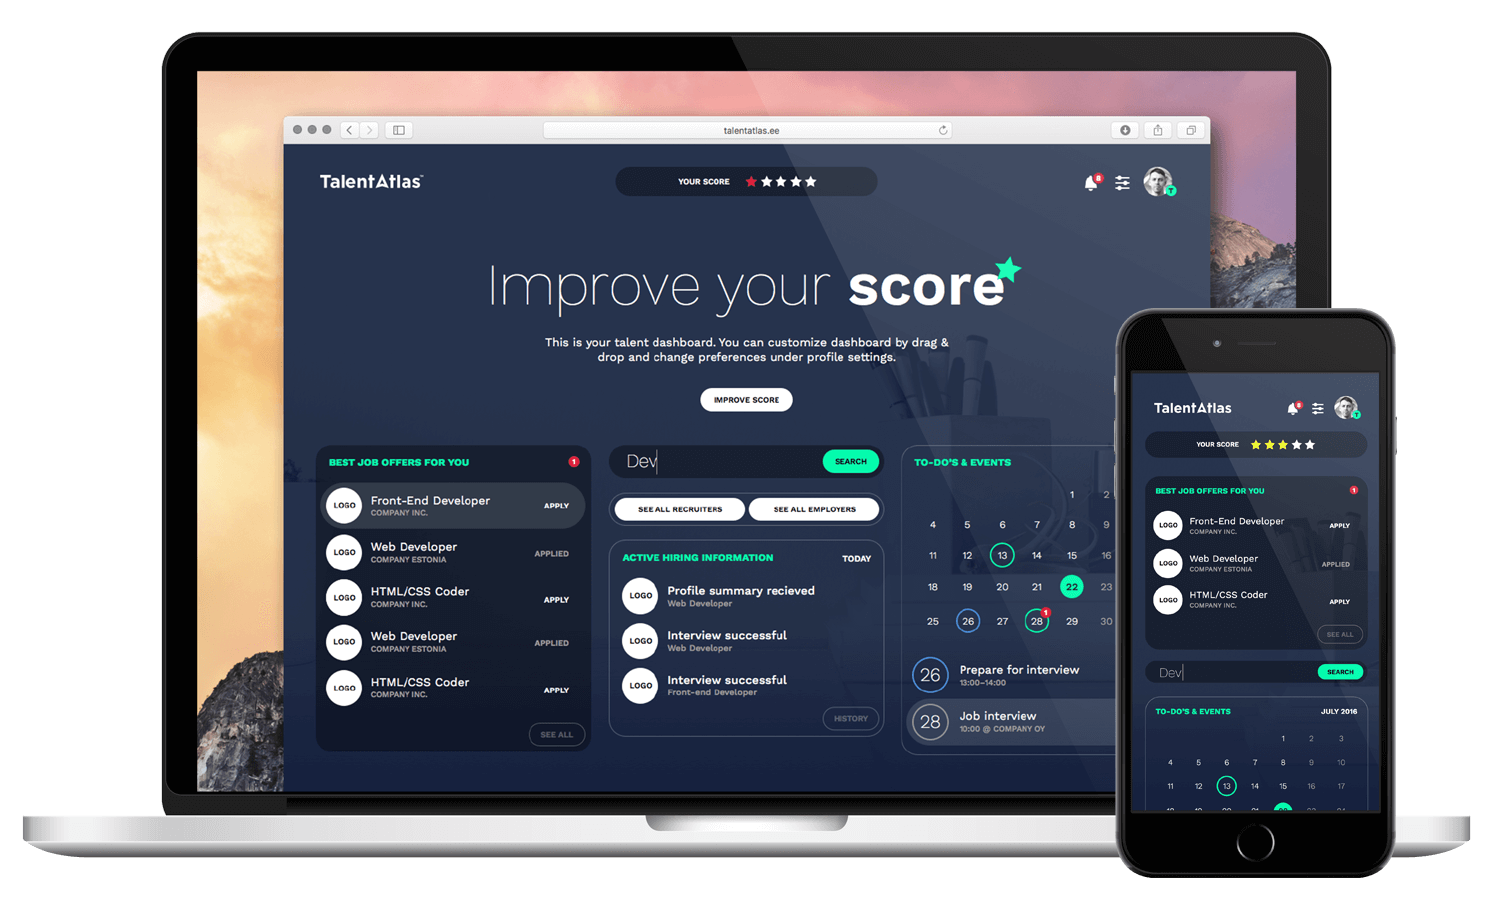 talentatlas.ee
TalentAtlas™
YOUR SCORE
8
T
Improve your score
This is your talent dashboard. You can customize dashboard by drag &
drop and change preferences under profile settings.
IMPROVE SCORE
BEST JOB OFFERS FOR YOU
1
LOGO
Front-End Developer
COMPANY INC.
APPLY
LOGO
Web Developer
COMPANY ESTONIA
APPLIED
LOGO
HTML/CSS Coder
COMPANY INC.
APPLY
LOGO
Web Developer
COMPANY ESTONIA
APPLIED
LOGO
HTML/CSS Coder
COMPANY INC.
APPLY
SEE ALL
Dev
SEARCH
SEE ALL RECRUITERS
SEE ALL EMPLOYERS
ACTIVE HIRING INFORMATION
TODAY
LOGO
Profile summary recieved
Web Developer
LOGO
Interview successful
Web Developer
LOGO
Interview successful
Front-end Developer
HISTORY
TO-DO'S & EVENTS
1 2
4 5 6 7 8 9
11 12 13 14 15 16
18 19 20 21 22 23
25 26 27 28 1 29 30
26
Prepare for interview
13:00-14:00
28
Job interview
10:00 @ COMPANY OY
TalentAtlas
8
T
YOUR SCORE
BEST JOB OFFERS FOR YOU
1
LOGO
Front-End Developer
COMPANY INC.
APPLY
LOGO
Web Developer
COMPANY ESTONIA
APPLIED
LOGO
HTML/CSS Coder
COMPANY INC.
APPLY
SEE ALL
Dev
SEARCH
TO-DO'S & EVENTS
JULY 2016
1 2 3
4 5 6 7 8 9 10
11 12 13 14 15 16 17